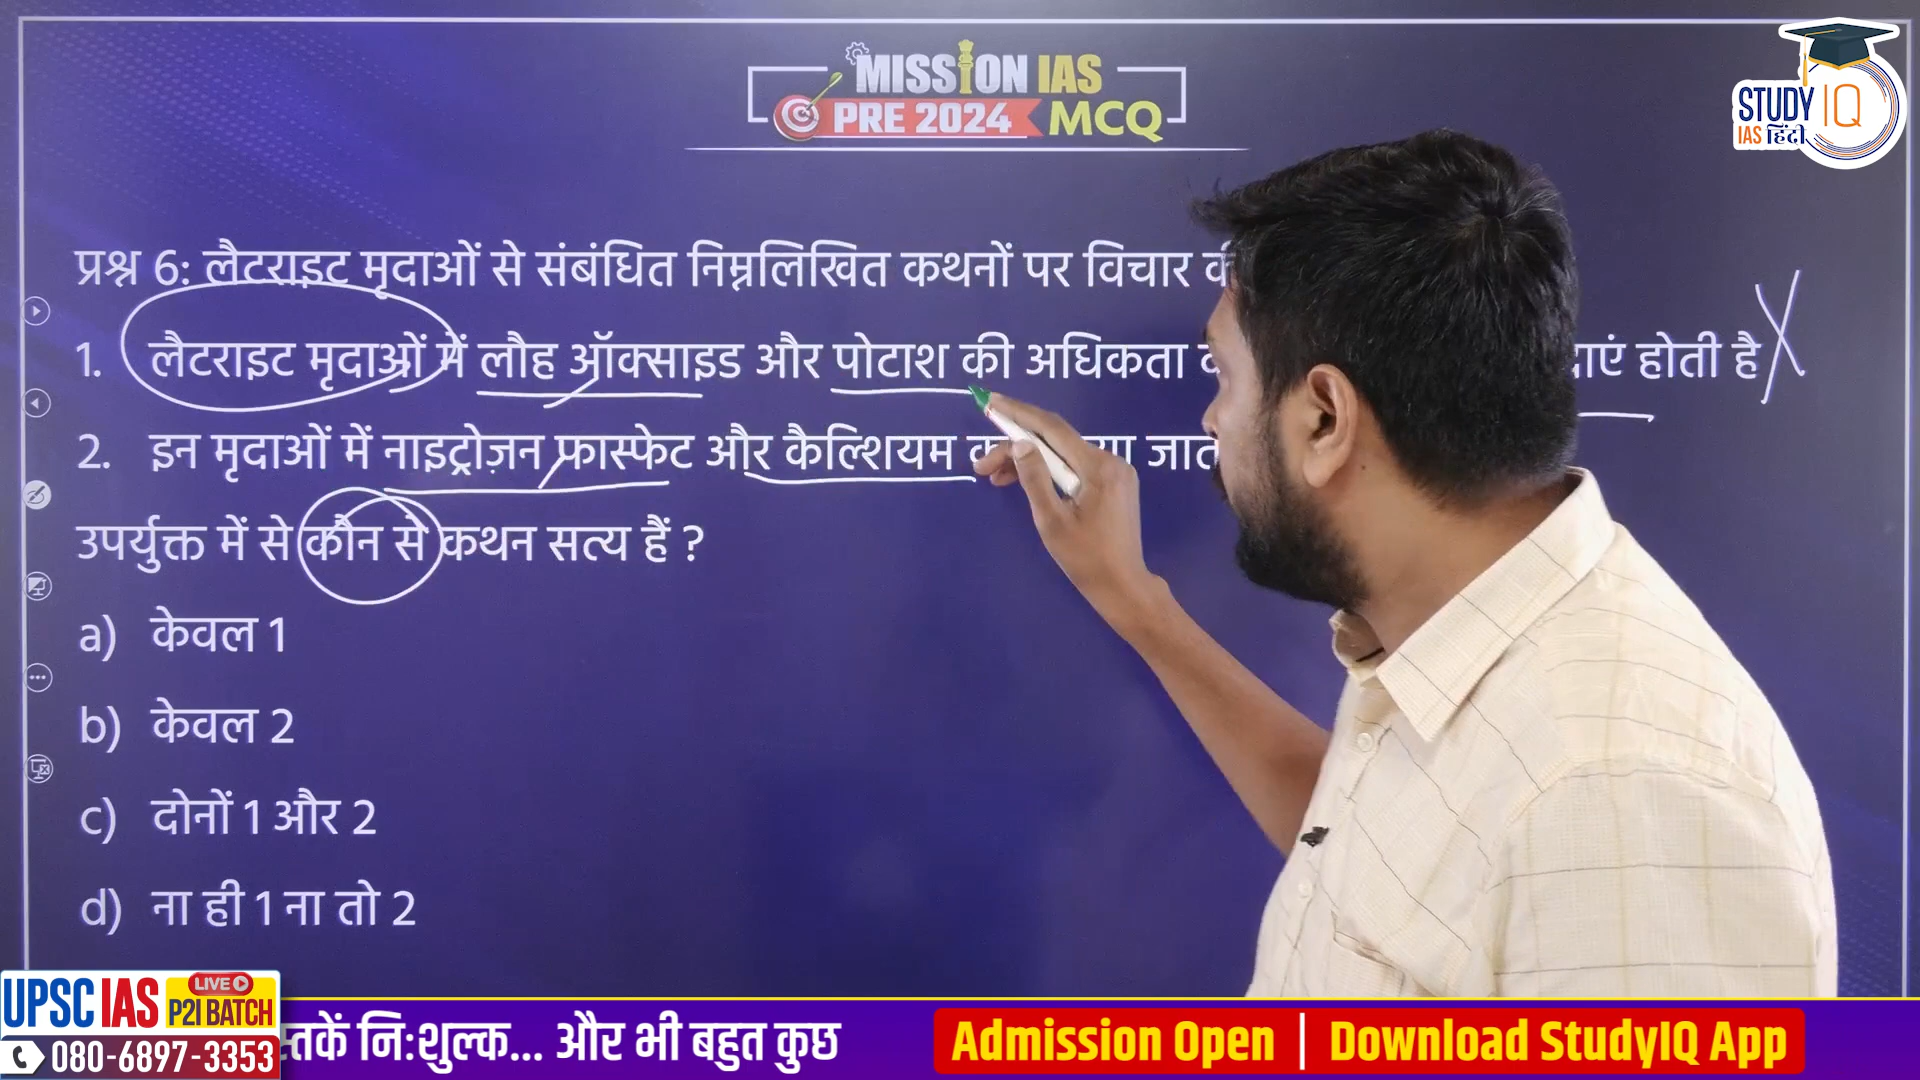 MISSION IAS
PRE 2024 MCQ
STUDY IQ
IAS हिंदी
प्रश्न 6: लैटराइट मृदाओं से संबंधित निम्नलिखित कथनों पर विचार
1. लैटराइट मृदाओं में लौह ऑक्साइड और पोटाश की अधिकता होती है
2. इन मृदाओं में नाइट्रोज़न फास्फेट और कैल्शियम
उपर्युक्त में से कौन से कथन सत्य हैं ?
a) केवल 1
b) केवल 2
c) दोनों 1 और 2
d) ना ही 1 ना तो 2
UPSC IAS LIVE P2I BATCH
080-6897-3353
नि:शुल्क... और भी बहुत कुछ
Admission Open | Download StudyIQ App